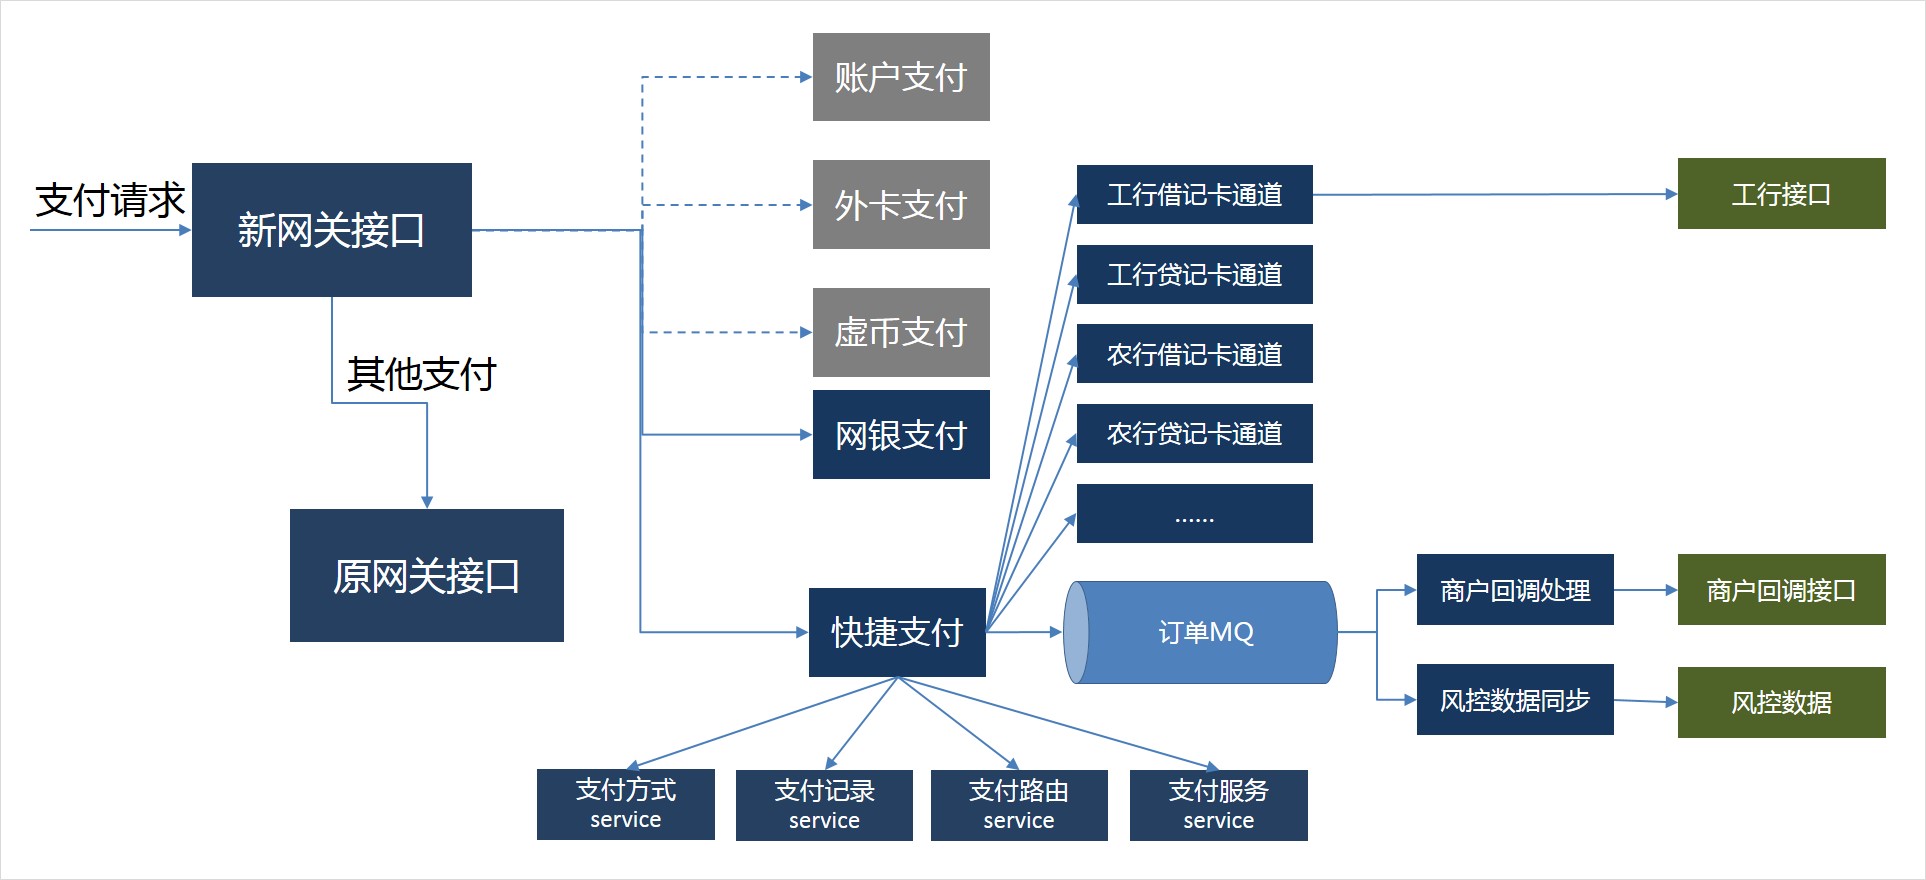 支付请求
新网关接口
其他支付
原网关接口
账户支付
外卡支付
虚币支付
网银支付
快捷支付
工行借记卡通道
工行贷记卡通道
农行借记卡通道
农行贷记卡通道
......
订单MQ
工行接口
商户回调处理
商户回调接口
风控数据同步
风控数据
支付方式
service
支付记录
service
支付路由
service
支付服务
service